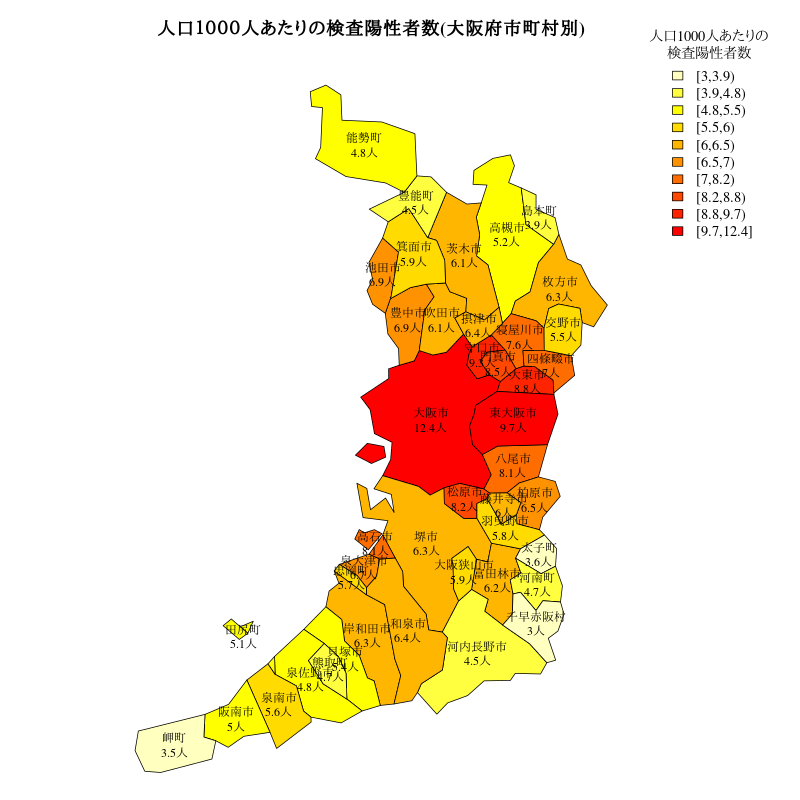 人口1000人あたりの検査陽性者数(大阪府市町村別)
人口1000人あたりの
検査陽性者数
[3,3.9)
[3.9,4.8)
[4.8,5.5)
[5.5,6)
[6,6.5)
[6.5,7)
[7,8.2)
[8.2,8.8)
[8.8,9.7)
[9.7,12.4]
能勢町
4.8人
豊能町
4.5人
島本町
3.9人
高槻市
5.2人
茨木市
6.1人
箕面市
5.9人
池田市
6.9人
枚方市
6.3人
豊中市
6.9人
吹田市
6.1人
摂津市
6.4人
交野市
5.5人
寝屋川市
7.6人
守口市
門真市
8.5人
四條畷市
7人
大東市
8.8人
大阪市
12.4人
東大阪市
9.7人
八尾市
8.1人
松原市
8.2人
藤井寺市
6人
柏原市
6.5人
羽曳野市
5.8人
高石市
堺市
6.3人
太子町
3.6人
泉大津市
忠岡町
5.7人
大阪狭山市
5.9人
富田林市
6.2人
河南町
4.7人
千早赤阪村
3人
田尻町
5.1人
岸和田市
6.3人
和泉市
6.4人
河内長野市
4.5人
貝塚市
5.4人
熊取町
4.7人
泉佐野市
4.8人
泉南市
5.6人
阪南市
5人
岬町
3.5人